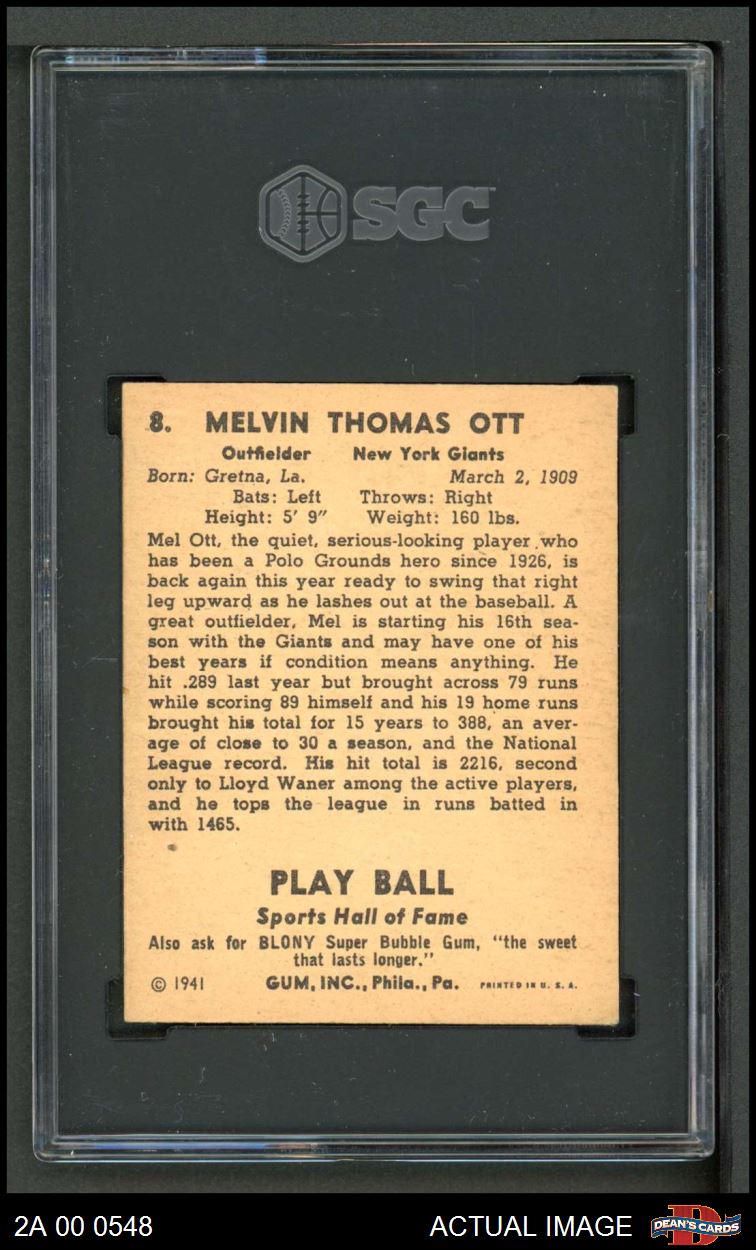 SGC
8. MELVIN THOMAS OTT
Outfielder New York Giants
Born: Gretna, La. March 2, 1909
Bats: Left Throws: Right
Height: 5' 9" Weight: 160 lbs.
Mel Ott, the quiet, serious-looking player who
has been a Polo Grounds hero since 1926, is
back again this year ready to swing that right
leg upward as he lashes out at the baseball. A
great outfielder, Mel is starting his 16th sea-
son with the Giants and may have one of his
best years if condition means anything. He
hit .289 last year but brought across 79 runs
while scoring 89 himself and his 19 home runs
brought his total for 15 years to 388, an aver-
age of close to 30 a season, and the National
League record. His hit total is 2216, second
only to Lloyd Waner among the active players,
and he tops the league in runs batted in
with 1465.
PLAY BALL
Sports Hall of Fame
Also ask for BLONY Super Bubble Gum, "the sweet
that lasts longer."
© 1941 GUM, INC., Phila., Pa. PRINTED IN U. S. A.
2A 00 0548 ACTUAL IMAGE DEAN'S CARDS